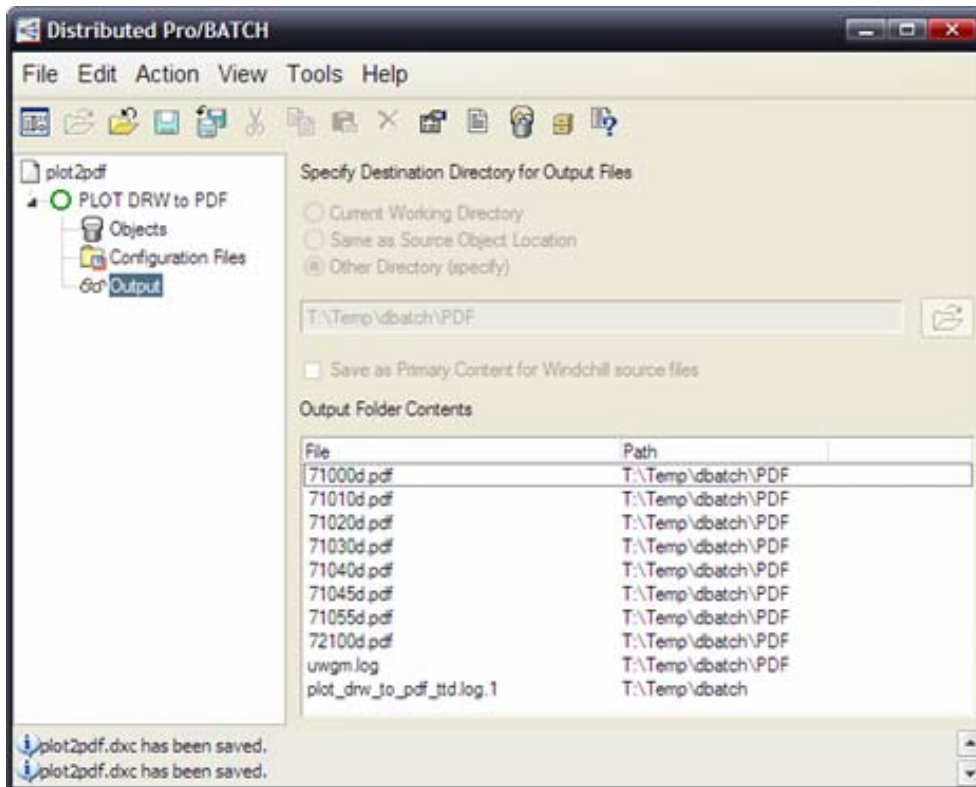 Distributed Pro/BATCH
File Edit Action View Tools Help
plot2pdf
PLOT DRW to PDF
Objects
Configuration Files
Output
Specify Destination Directory for Output Files
Current Working Directory
Same as Source Object Location
Other Directory (specify)
T:\Temp\dbatch\PDF
Save as Primary Content for Windchill source files
Output Folder Contents
File Path
71000d.pdf T:\Temp\dbatch\PDF
71010d.pdf T:\Temp\dbatch\PDF
71020d.pdf T:\Temp\dbatch\PDF
71030d.pdf T:\Temp\dbatch\PDF
71040d.pdf T:\Temp\dbatch\PDF
71045d.pdf T:\Temp\dbatch\PDF
71055d.pdf T:\Temp\dbatch\PDF
72100d.pdf T:\Temp\dbatch\PDF
uwgm.log T:\Temp\dbatch\PDF
plot_drw_to_pdf_ttd.log.1 T:\Temp\dbatch
plot2pdf.dxc has been saved.
plot2pdf.dxc has been saved.